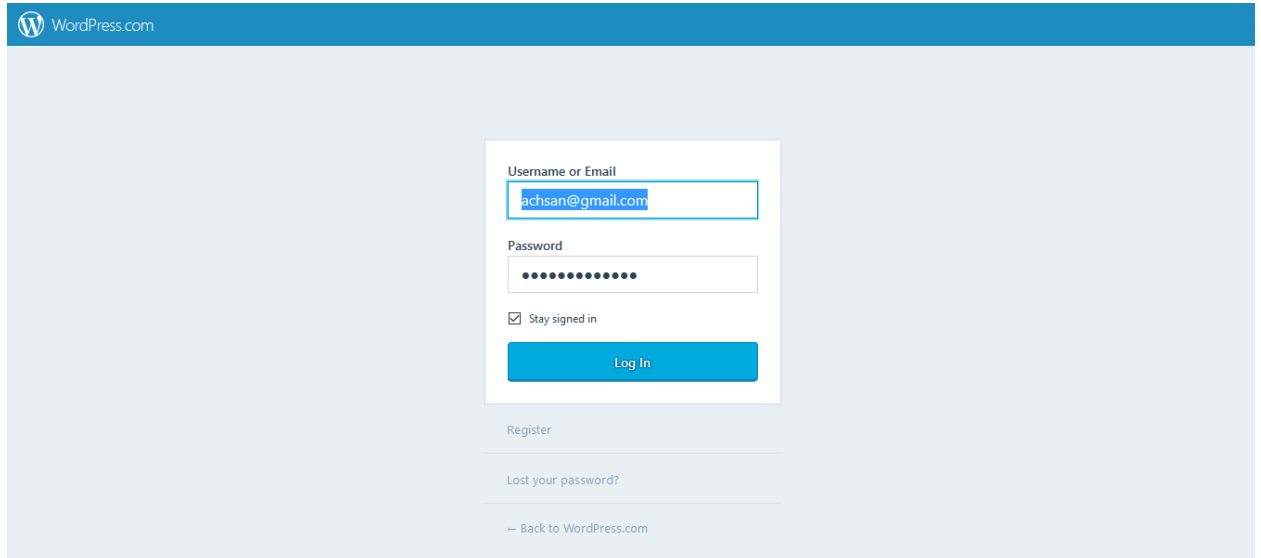 WordPress.com
Username or Email
achsan@gmail.com
Password
•••••••••••••
Stay signed in
Log In
Register
Lost your password?
← Back to WordPress.com